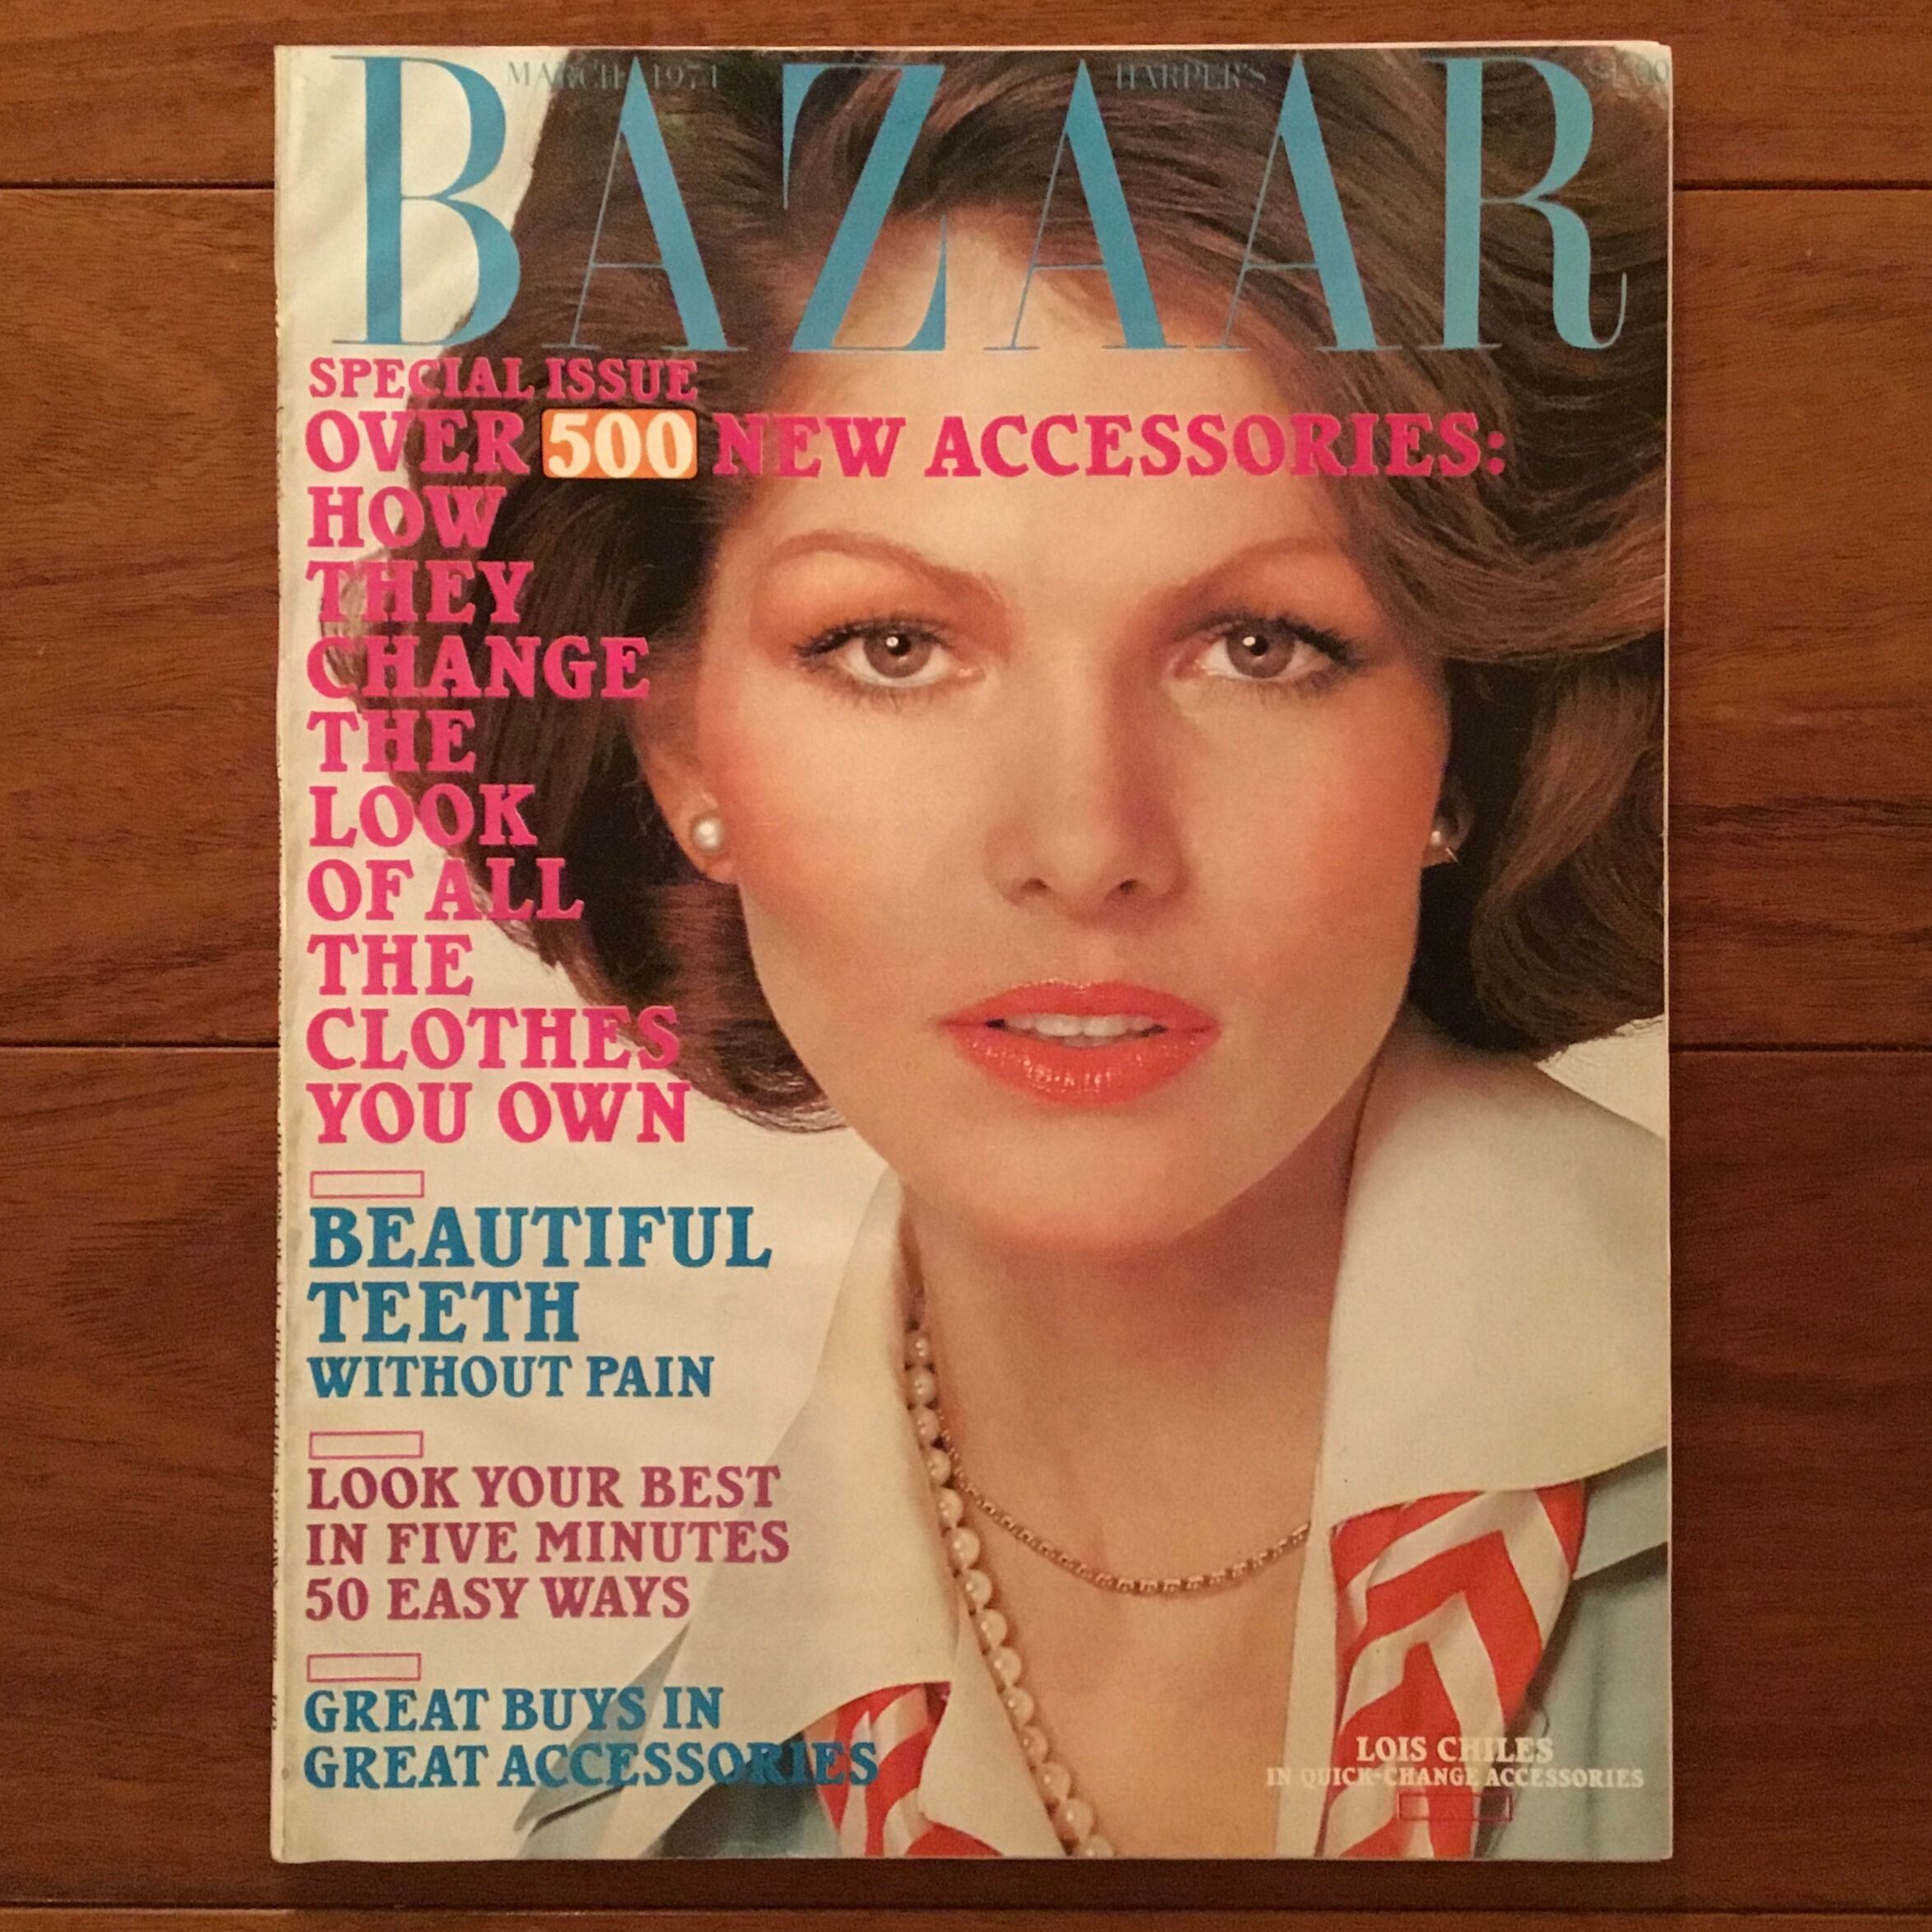 MARCH 1974 HARPER'S $1.00
BAZAAR
SPECIAL ISSUE
OVER 500 NEW ACCESSORIES:
HOW
THEY
CHANGE
THE
LOOK
OF ALL
THE
CLOTHES
YOU OWN
BEAUTIFUL
TEETH
WITHOUT PAIN
LOOK YOUR BEST
IN FIVE MINUTES
50 EASY WAYS
GREAT BUYS IN
GREAT ACCESSORIES
LOIS CHILES
IN QUICK-CHANGE ACCESSORIES